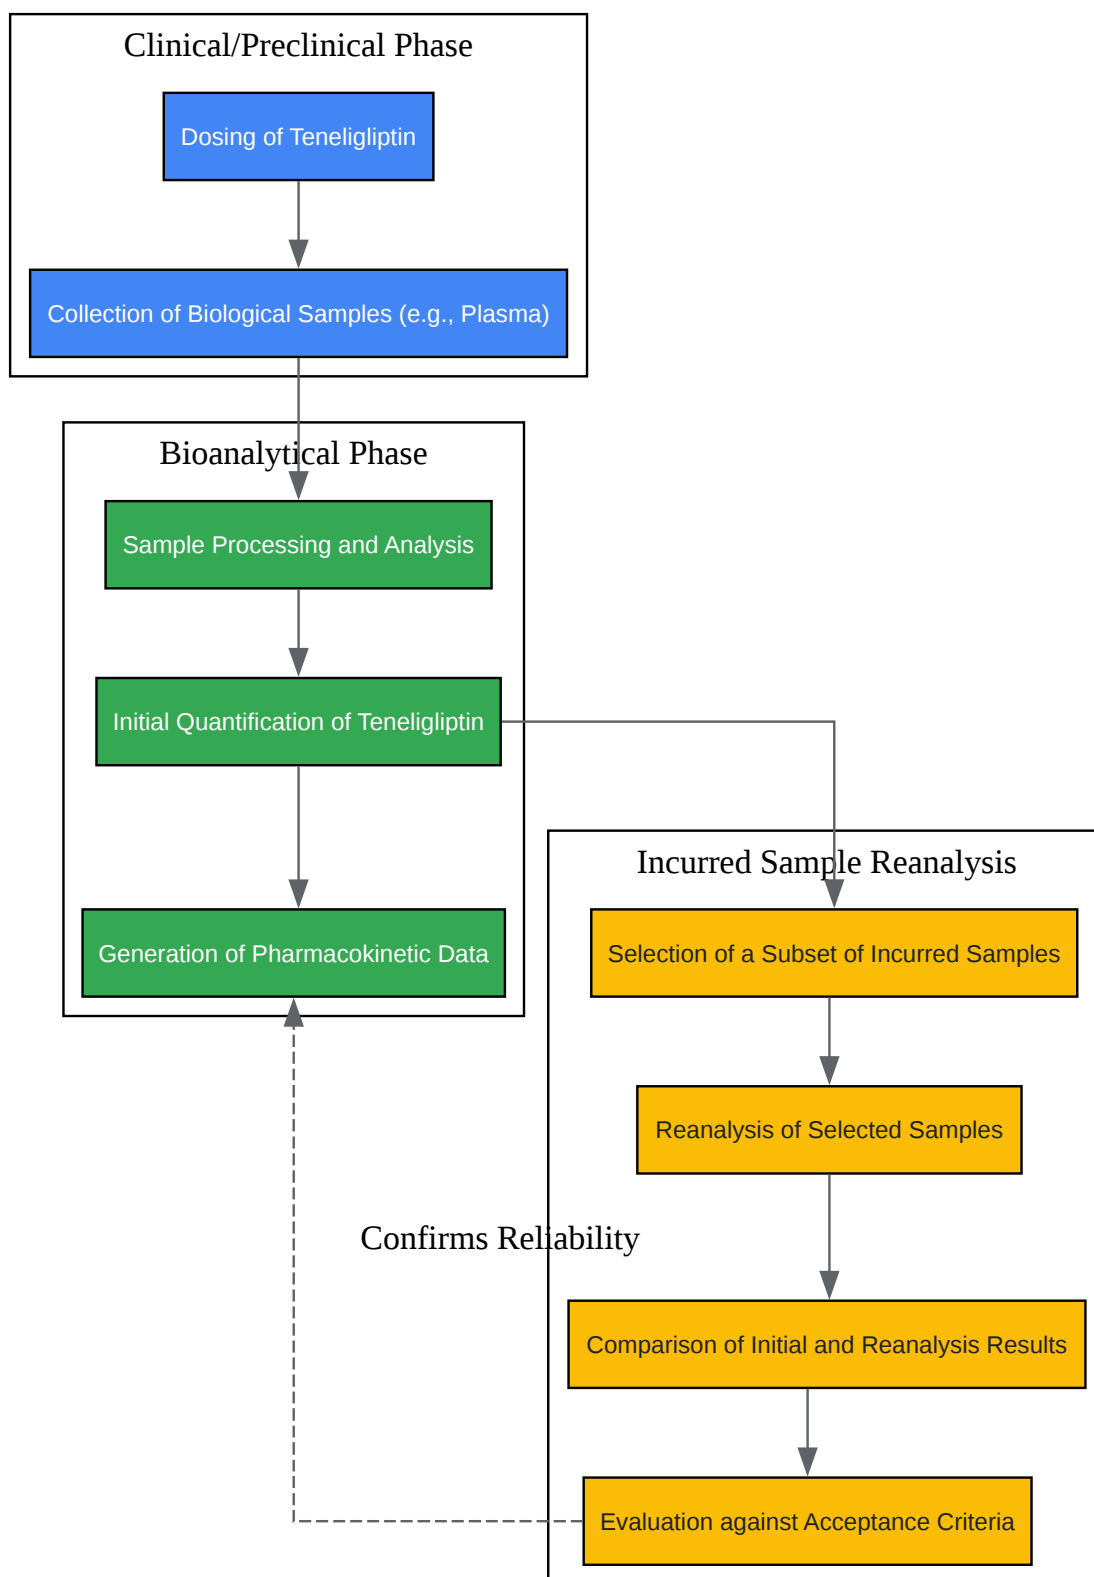 Clinical/Preclinical Phase
Dosing of Teneligliptin
Collection of Biological Samples (e.g., Plasma)
Bioanalytical Phase
Sample Processing and Analysis
Initial Quantification of Teneligliptin
Generation of Pharmacokinetic Data
Incurred Sample Reanalysis
Selection of a Subset of Incurred Samples
Reanalysis of Selected Samples
Confirms Reliability
Comparison of Initial and Reanalysis Results
Evaluation against Acceptance Criteria